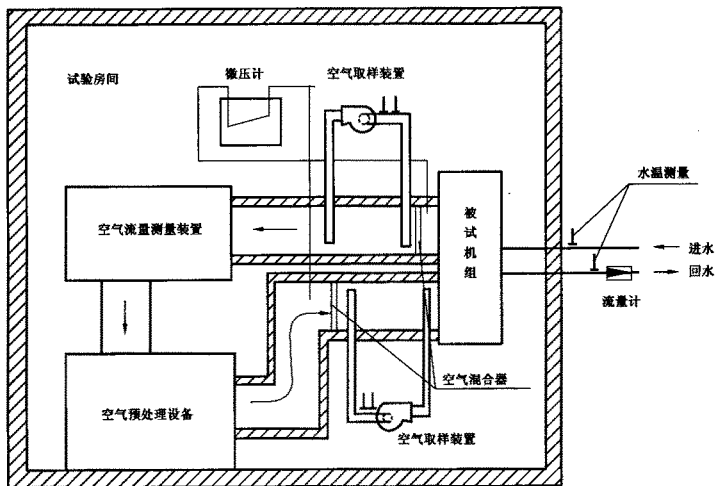 试验房间
微压计
空气取样装置
水温测量
空气流量测量装置
被试机组
进水
回水
流量计
空气混合器
空气预处理设备
空气取样装置